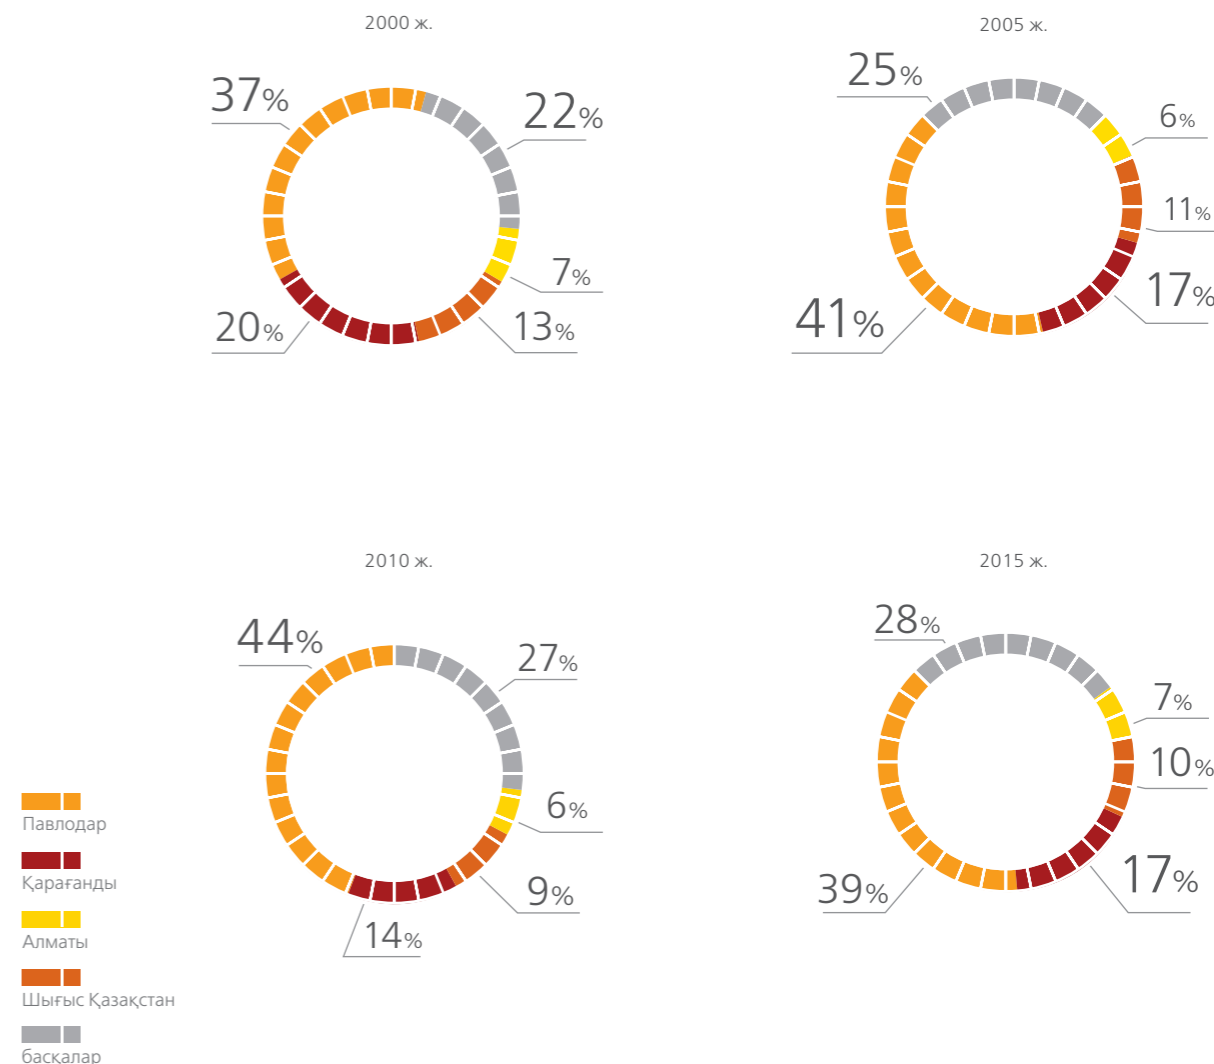 2000 ж.
37%
22%
7%
13%
20%
2005 ж.
25%
6%
11%
17%
41%
2010 ж.
44%
27%
6%
9%
14%
2015 ж.
28%
7%
10%
17%
39%
Павлодар
Қарағанды
Алматы
Шығыс Қазақстан
басқалар